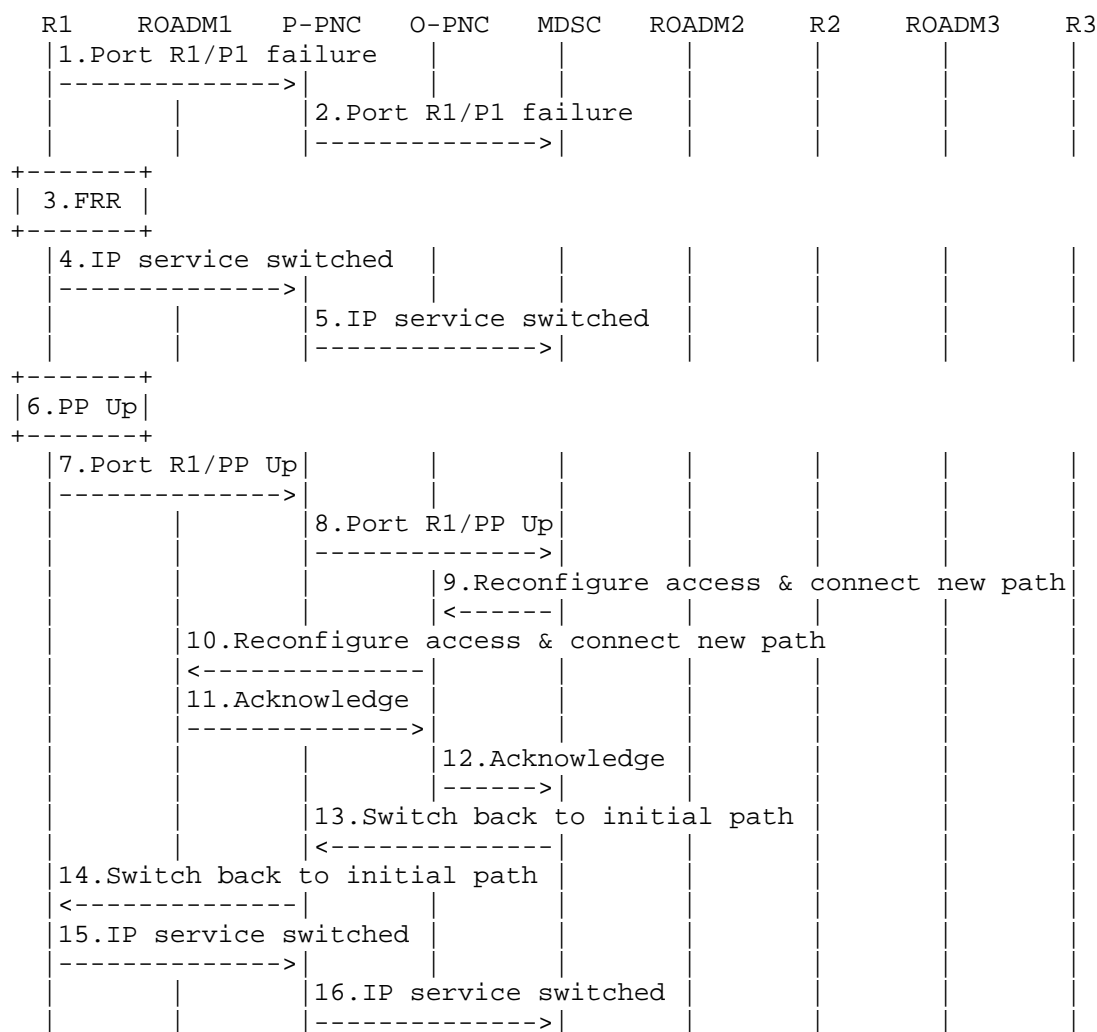 R1 ROADM1 P-PNC O-PNC MDSC ROADM2 R2 ROADM3 R3
1.Port R1/P1 failure
2.Port R1/P1 failure
3.FRR
4.IP service switched
5.IP service switched
6.PP Up
7.Port R1/PP Up
8.Port R1/PP Up
9.Reconfigure access & connect new path
10.Reconfigure access & connect new path
11.Acknowledge
12.Acknowledge
13.Switch back to initial path
14.Switch back to initial path
15.IP service switched
16.IP service switched